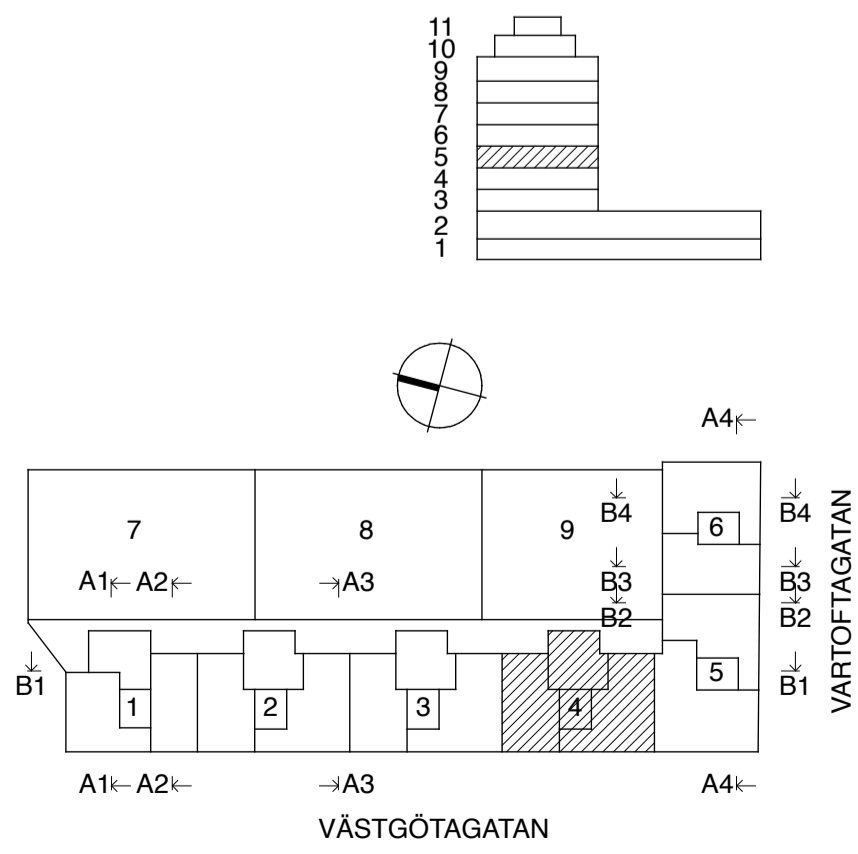 11
10
9
8
7
6
5
4
3
2
1
A4
7
8
9
B4
6
B4
A1 A2
A3
B3
B3
B2
B2
B1
1
2
3
4
5
B1
A1 A2
A3
A4
VÄSTGÖTAGATAN
VARTOFTAGATAN